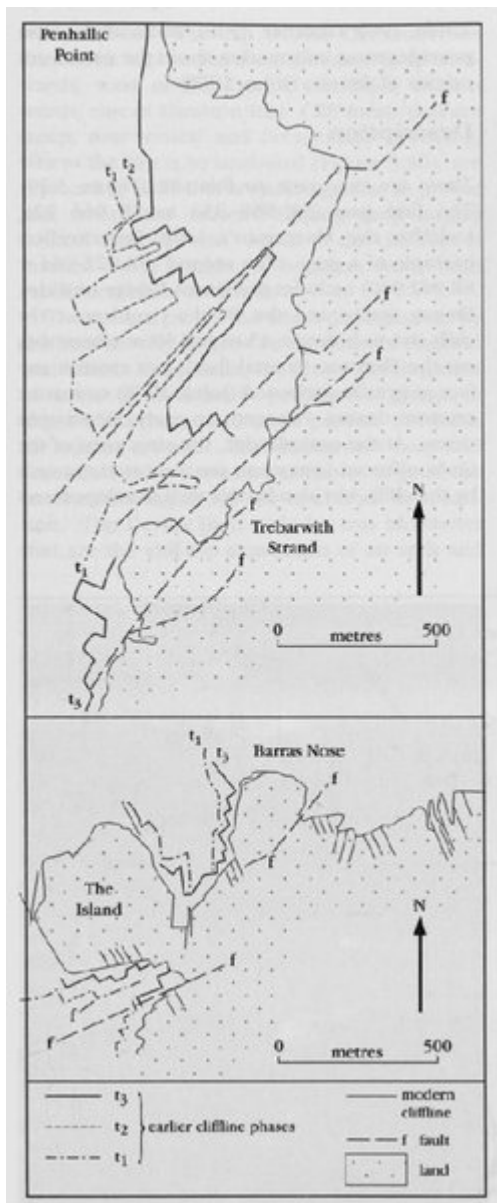 Penhallic
Point
f
t1 t2
f
f
f
t1
Trebarwith
Strand
N
f
0 metres 500
t3
t1
t3
Barras Nose
f
f
The
Island
N
f
f
f
f
0 metres 500
t3
t2 earlier cliffline phases
t1
modern
cliffline
f fault
land